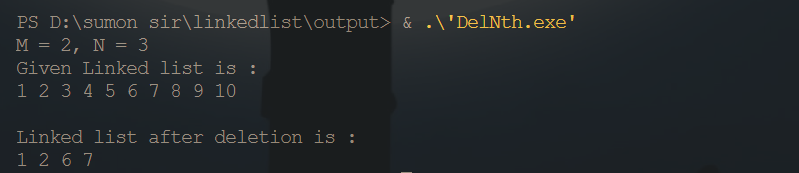 PS D:\sumon sir\linkedlist\output> & .\'DelNth.exe'
M = 2, N = 3
Given Linked list is :
1 2 3 4 5 6 7 8 9 10
Linked list after deletion is :
1 2 6 7